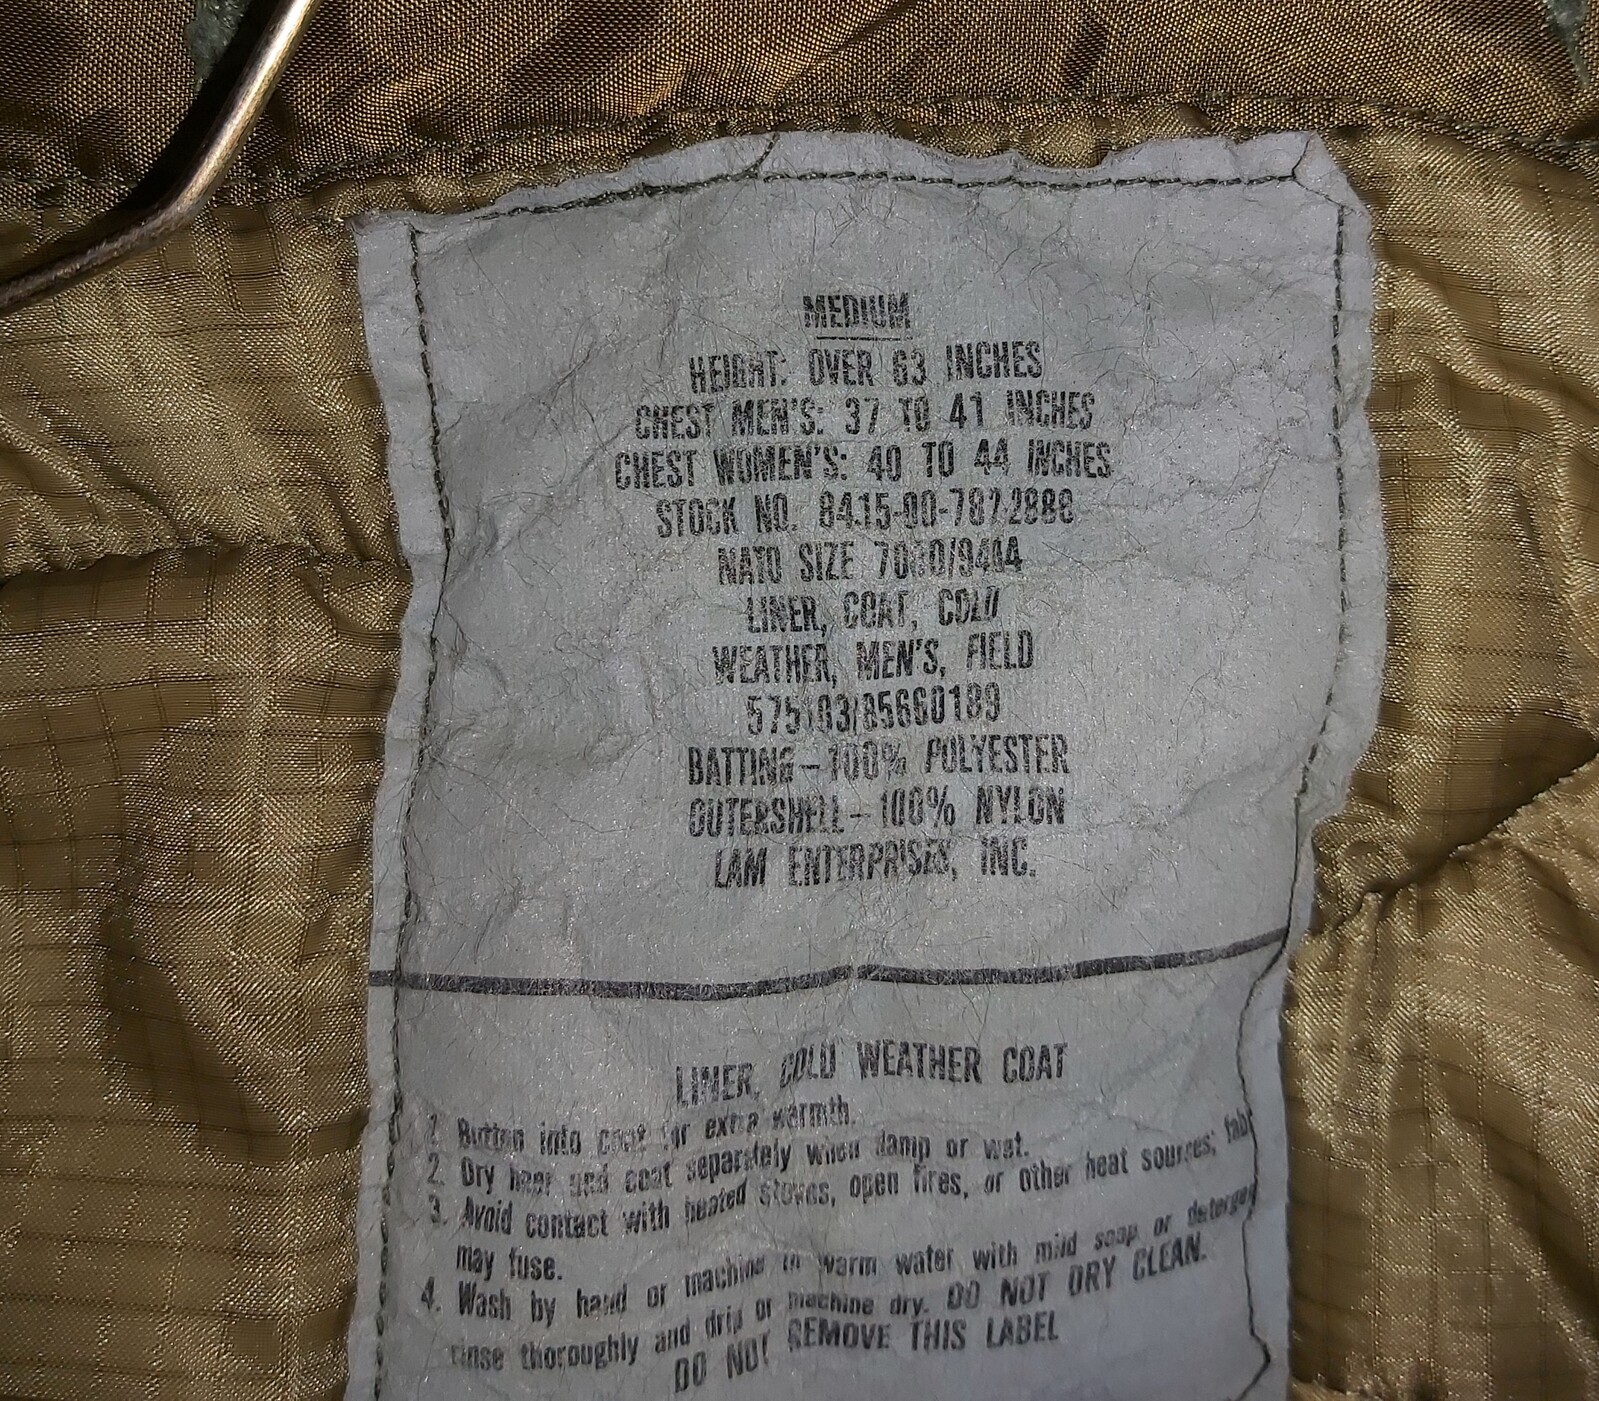 MEDIUM
HEIGHT: OVER 63 INCHES
CHEST MEN'S: 37 TO 41 INCHES
CHEST WOMEN'S: 40 TO 44 INCHES
STOCK NO. 8415-00-782-2888
NATO SIZE
LINER, COAT, COLD
WEATHER, MEN'S, FIELD
BATTING-100% POLYESTER
OUTERSHELL-100% NYLON
LAM ENTERPRISES, INC.
LINER, COLD WEATHER COAT
1. Button into coat for extra warmth.
2. Dry liner and coat separately when damp or wet.
3. Avoid contact with heated stoves, open fires, or other heat sources; fab
may fuse.
4. Wash by hand or machine in warm water with mild soap or deterge
rinse thoroughly and drip or machine dry. DO NOT DRY CLEAN.
DO NOT REMOVE THIS LABEL